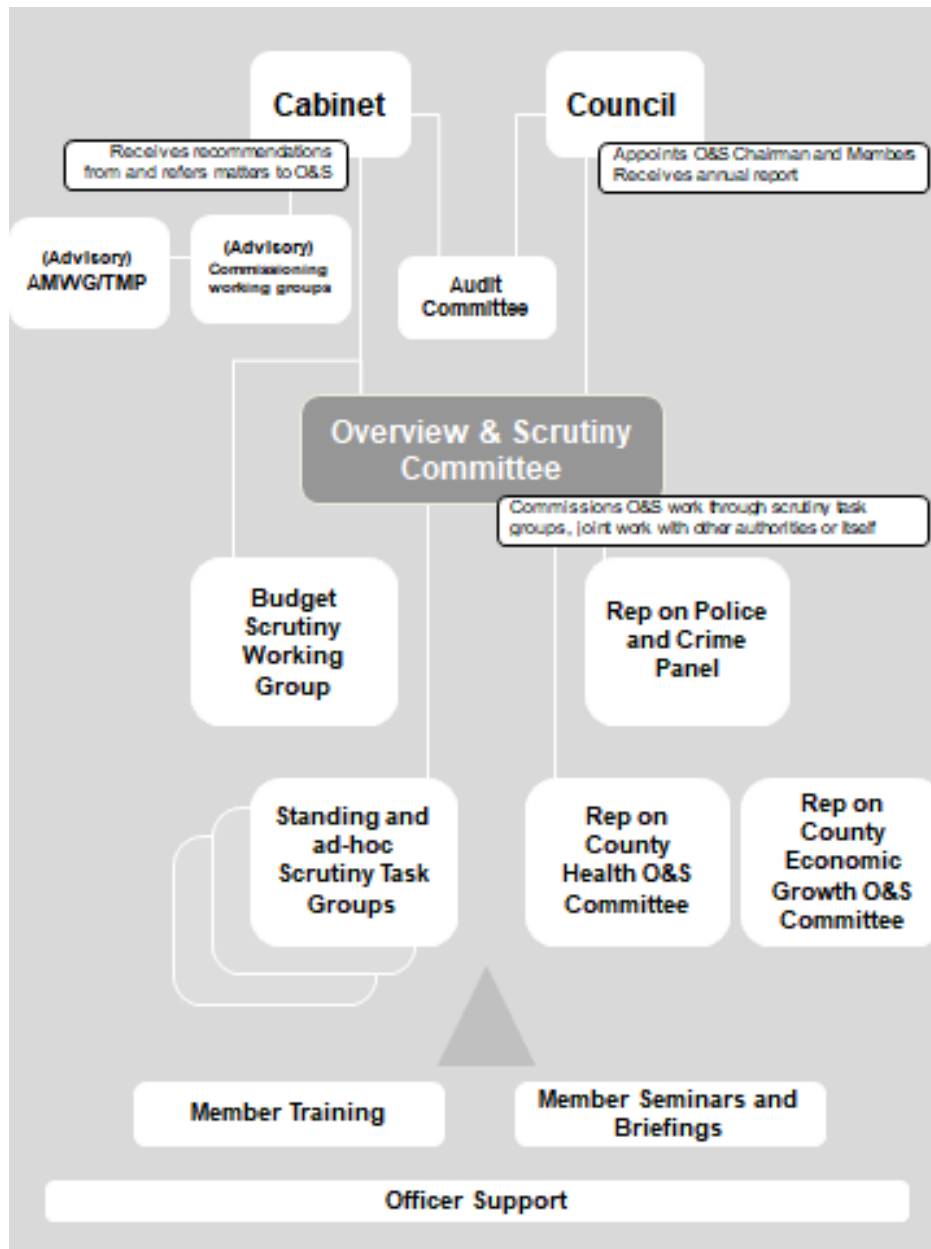 Cabinet
Council
Receives recommendations
from and refers matters to O&S
Appoints O&S Chairman and Members
Receives annual report
(Advisory)
AMWG/TMP
(Advisory)
Commissioning
working groups
Audit
Committee
Overview & Scrutiny
Committee
Commissions O&S work through scrutiny task
groups, joint work with other authorities or itself
Budget
Scrutiny
Working
Group
Rep on Police
and Crime
Panel
Standing and
ad-hoc
Scrutiny Task
Groups
Rep on
County
Health O&S
Committee
Rep on
County
Economic
Growth O&S
Committee
Member Training
Member Seminars and
Briefings
Officer Support